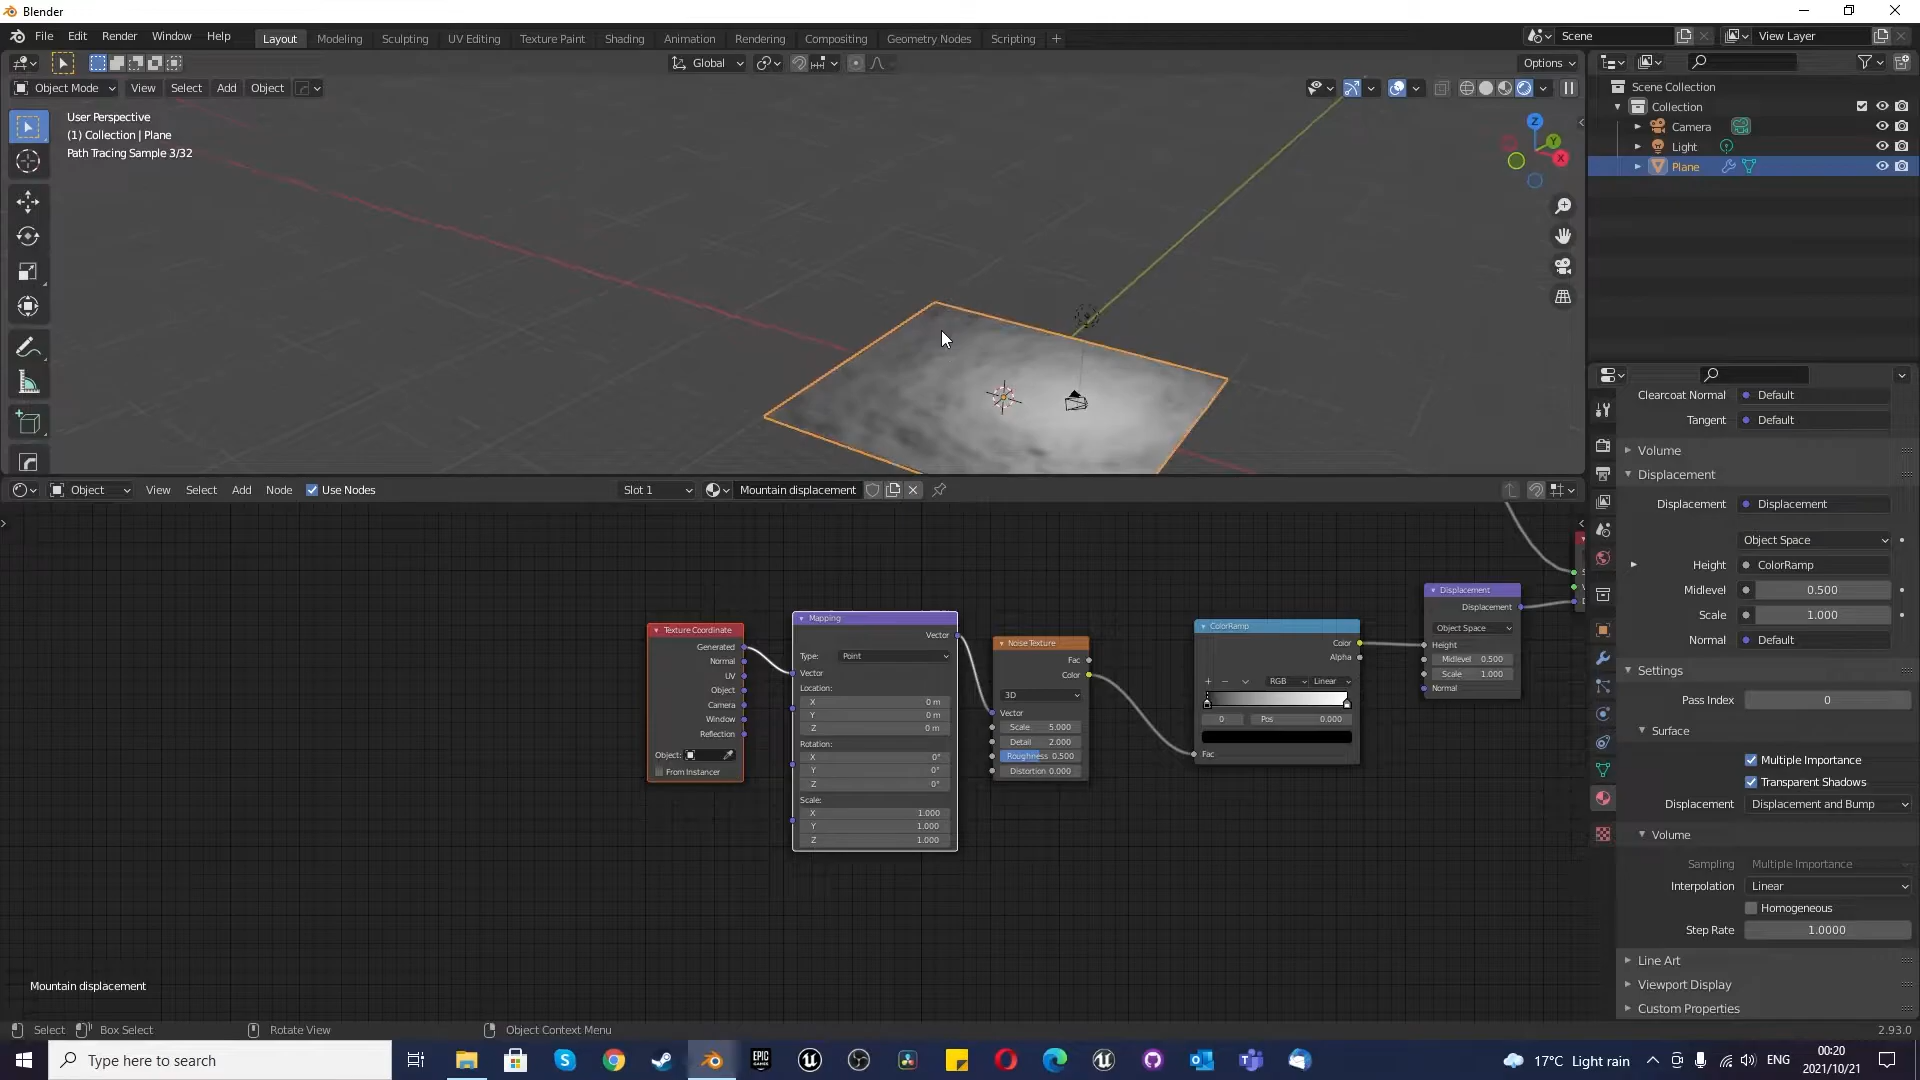 Blender
File Edit Render Window Help
Layout Modeling Sculpting UV Editing Texture Paint Shading Animation Rendering Compositing Geometry Nodes Scripting +
Scene
View Layer
Global
Options
Object Mode View Select Add Object
User Perspective
(1) Collection | Plane
Path Tracing Sample 3/32
Z
Y
X
Scene Collection
Collection
Camera
Light
Plane
Clearcoat Normal Default
Tangent Default
Volume
Displacement
Displacement Displacement
Object Space
Height ColorRamp
Midlevel 0.500
Scale 1.000
Normal Default
Settings
Pass Index 0
Surface
Multiple Importance
Transparent Shadows
Displacement Displacement and Bump
Volume
Sampling Multiple Importance
Interpolation Linear
Homogeneous
Step Rate 1.0000
Line Art
Viewport Display
Custom Properties
Object View Select Add Node Use Nodes
Slot 1
Mountain displacement
Texture Coordinate
Generated
Normal
UV
Object
Camera
Window
Reflection
Object:
From Instancer
Mapping
Vector
Type: Point
Vector
Location:
X 0 m
Y 0 m
Z 0 m
Rotation:
X 0°
Y 0°
Z 0°
Scale:
X 1.000
Y 1.000
Z 1.000
Noise Texture
Fac
Color
3D
Vector
Scale 5.000
Detail 2.000
Roughness 0.500
Distortion 0.000
ColorRamp
Color
Alpha
+ − RGB Linear
0 Pos 0.000
Fac
Displacement
Displacement
Object Space
Height
Midlevel 0.500
Scale 1.000
Normal
Mountain displacement
Select Box Select Rotate View Object Context Menu
2.93.0
Type here to search
EPIC GAMES
17°C Light rain
ENG
00:20
2021/10/21